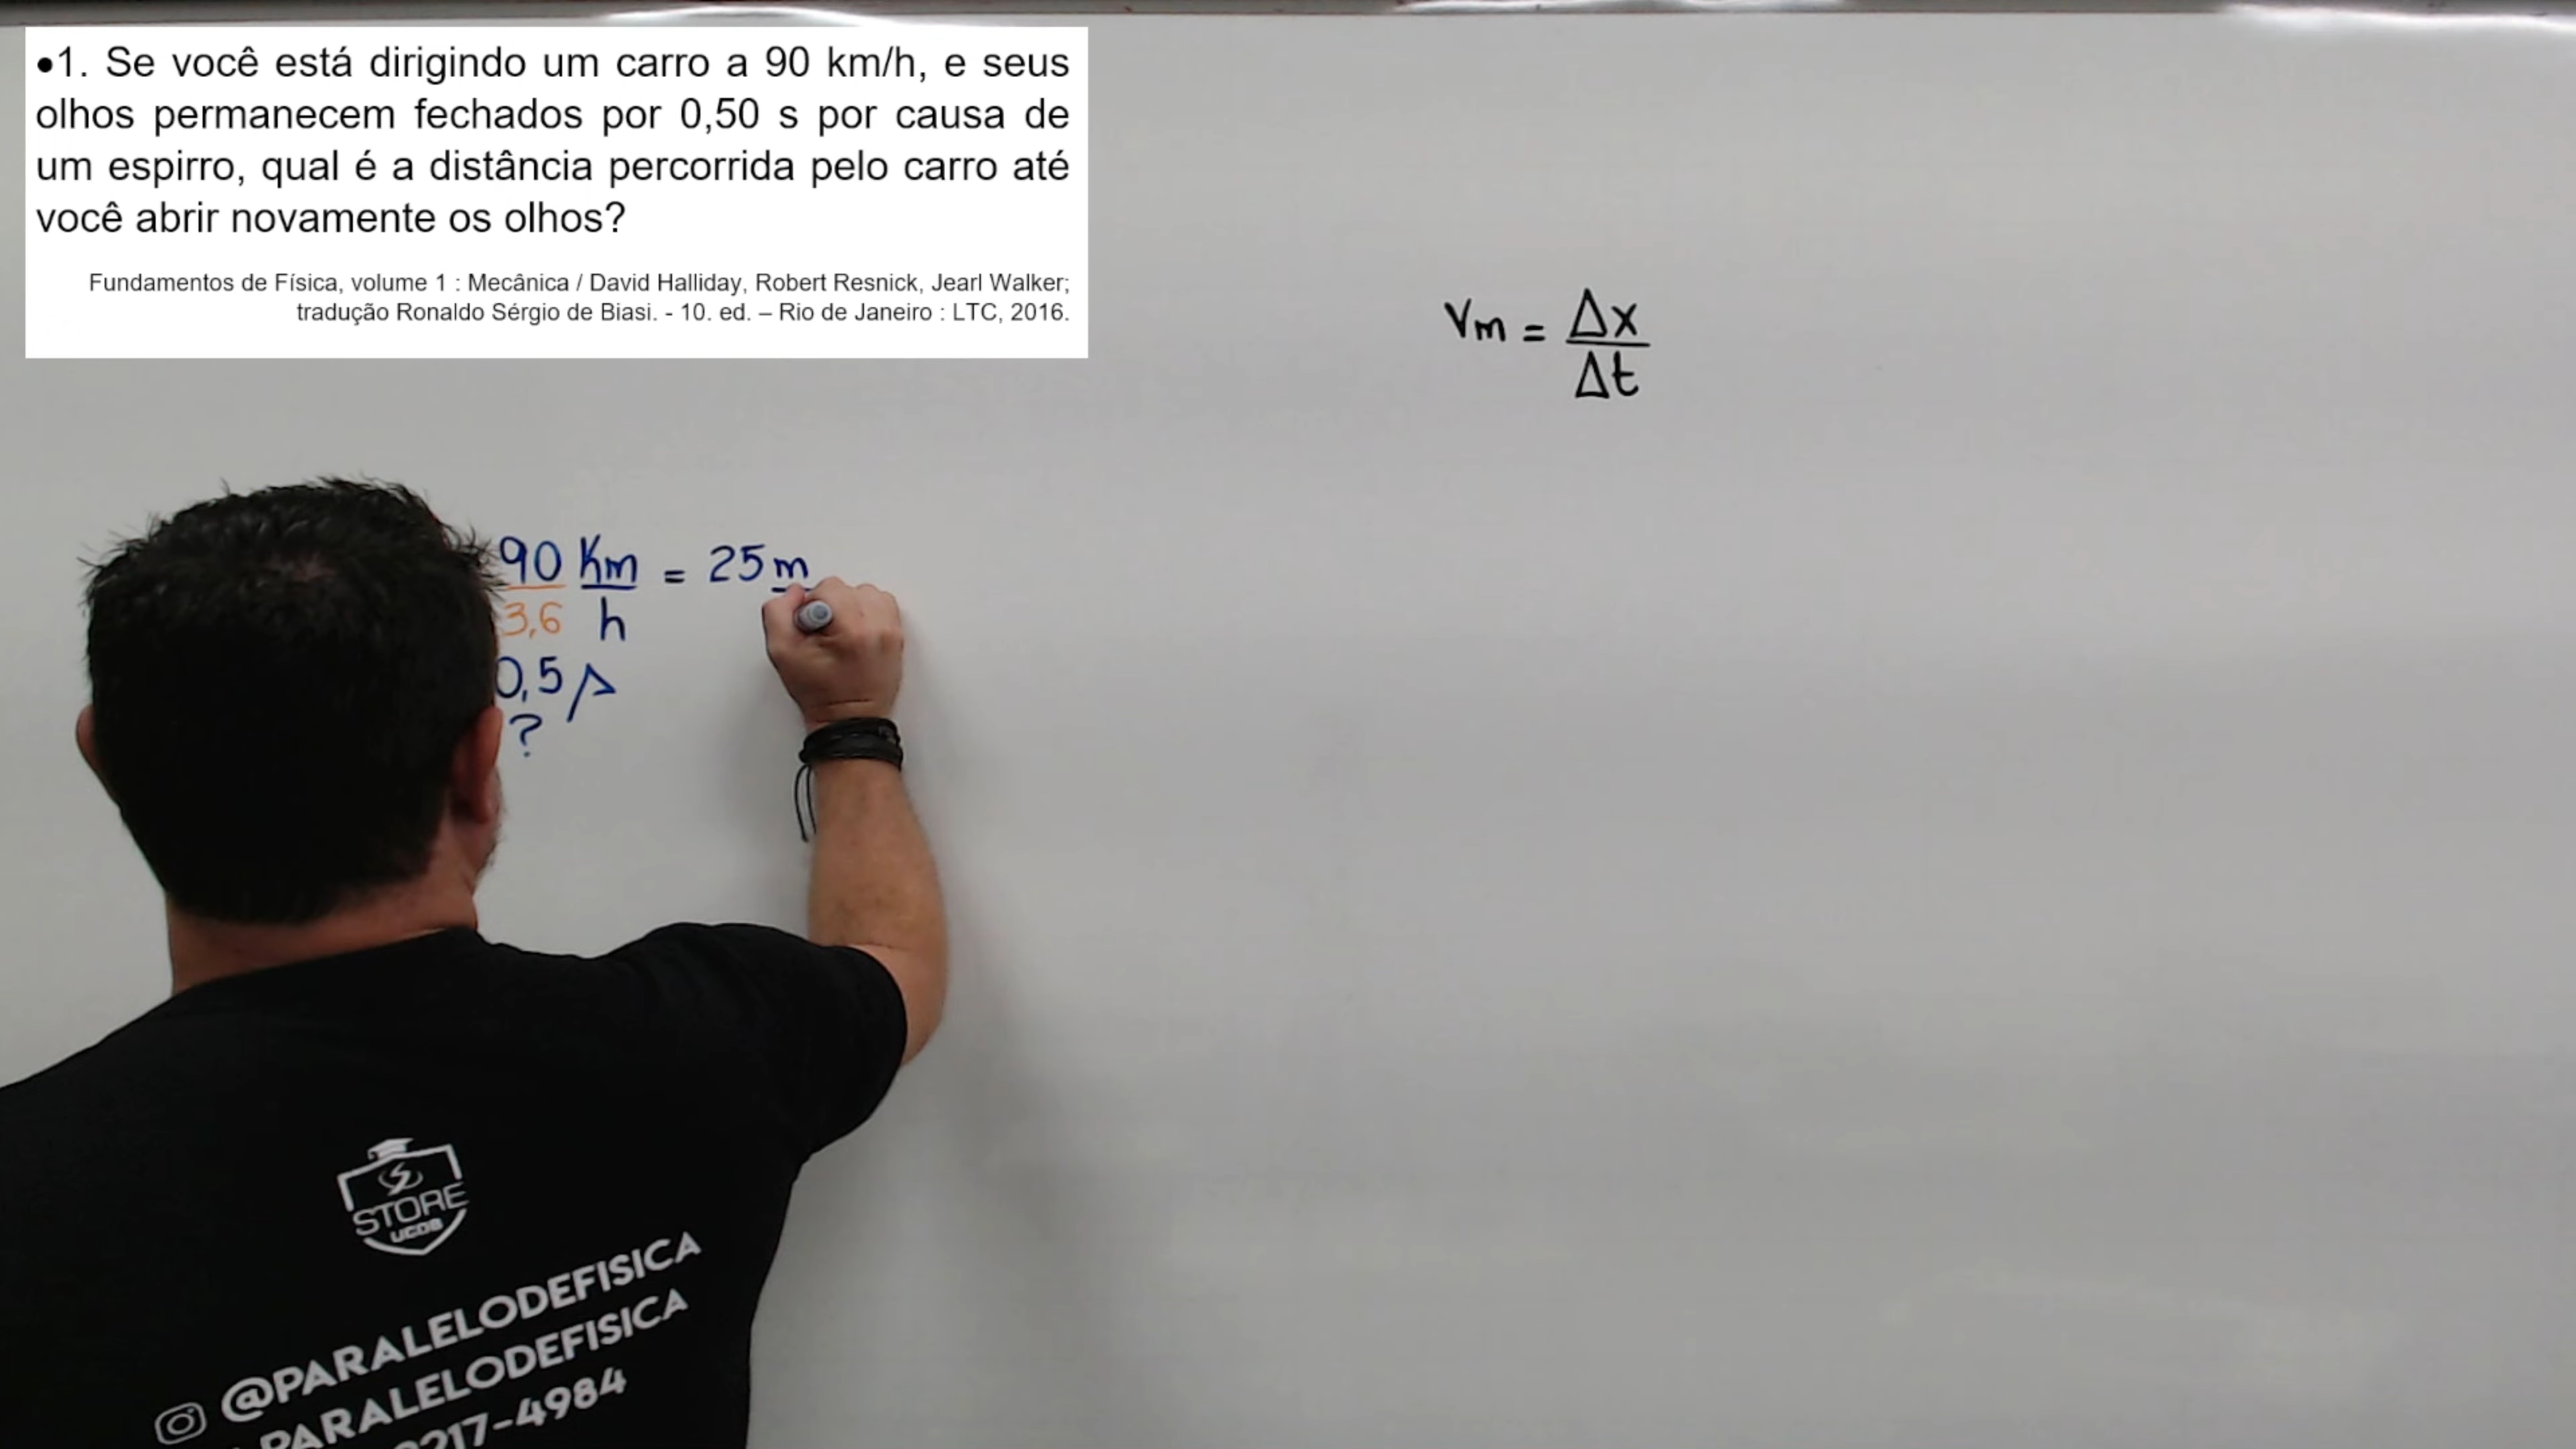 •1. Se você está dirigindo um carro a 90 km/h, e seus
olhos permanecem fechados por 0,50 s por causa de
um espirro, qual é a distância percorrida pelo carro até
você abrir novamente os olhos?
Fundamentos de Física, volume 1 : Mecânica / David Halliday, Robert Resnick, Jearl Walker;
tradução Ronaldo Sérgio de Biasi. - 10. ed. – Rio de Janeiro : LTC, 2016.
Vm = Δx
Δt
90 Km = 25 m
3,6 h
0,5 s
?
STORE
UCDB
@PARALELODEFISICA
PARALELODEFISICA
217-4984